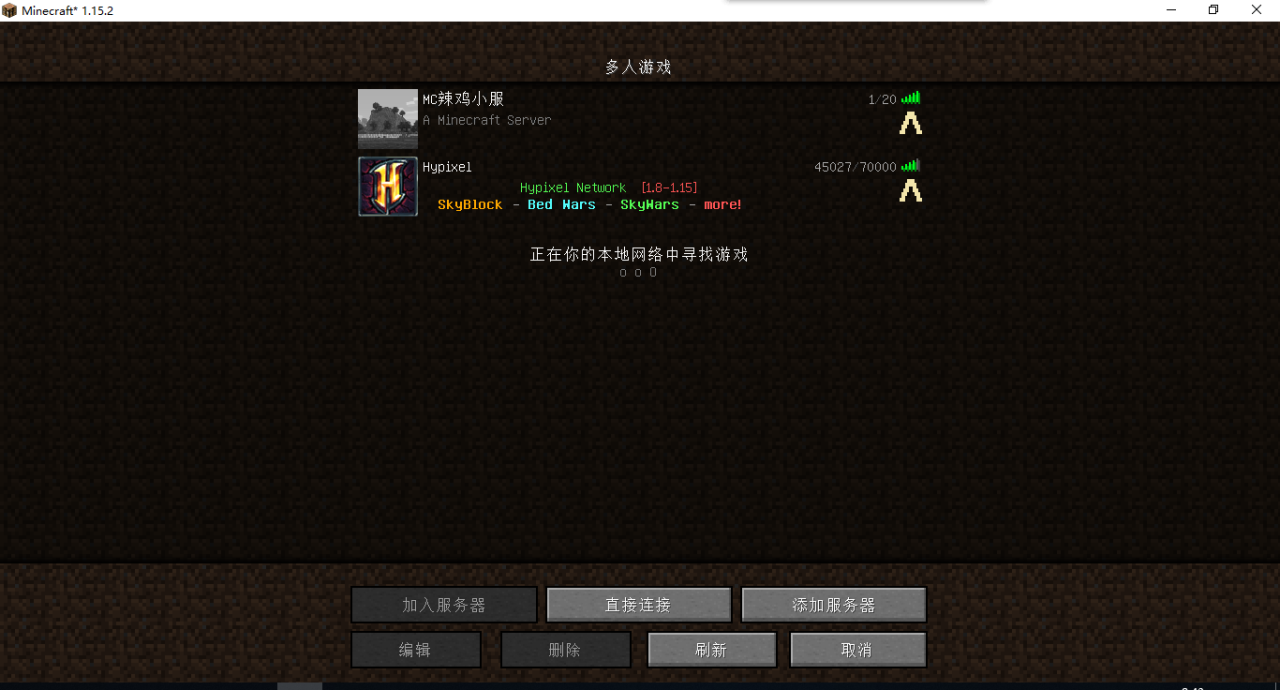 Minecraft* 1.15.2
多人游戏
MC辣鸡小服 1/20
A Minecraft Server
Hypixel 45027/70000
Hypixel Network [1.8-1.15]
SkyBlock - Bed Wars - SkyWars - more!
正在你的本地网络中寻找游戏
o o O
加入服务器 直接连接 添加服务器
编辑 删除 刷新 取消